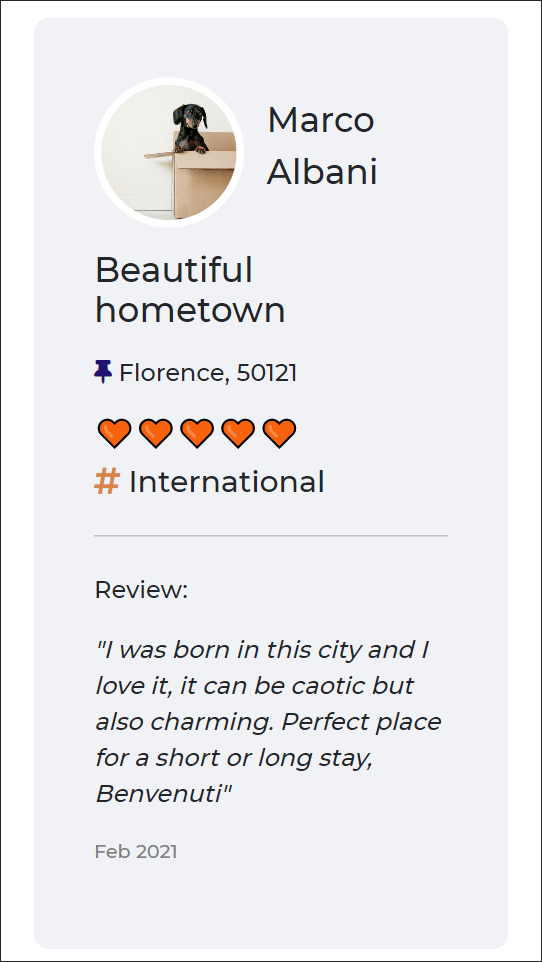 Marco
Albani
Beautiful
hometown
Florence, 50121
# International
Review:
"I was born in this city and I
love it, it can be caotic but
also charming. Perfect place
for a short or long stay,
Benvenuti"
Feb 2021